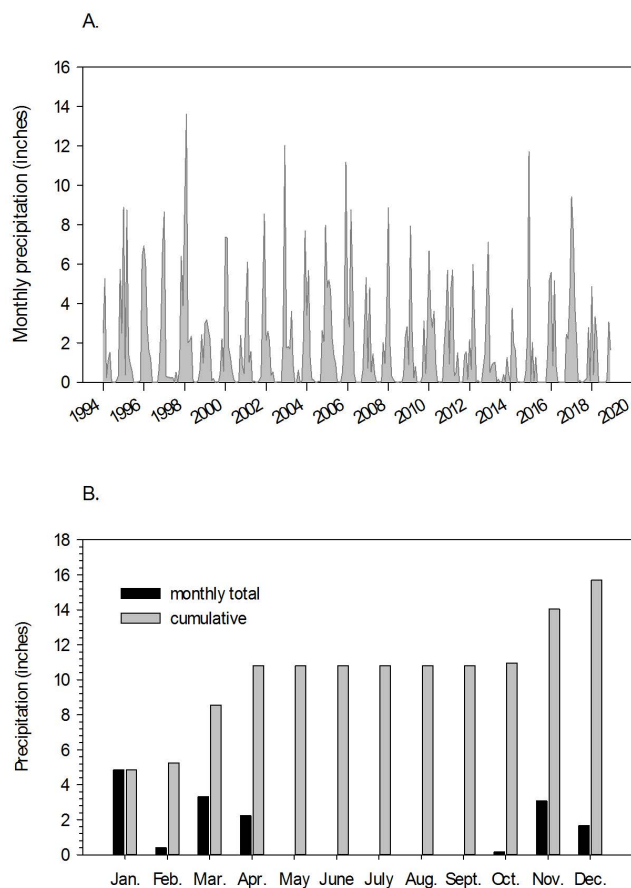 A.
Monthly precipitation (inches)
16
14
12
10
8
6
4
2
0
1994 1996 1998 2000 2002 2004 2006 2008 2010 2012 2014 2016 2018 2020
B.
Precipitation (inches)
18
16
14
12
10
8
6
4
2
0
monthly total
cumulative
Jan. Feb. Mar. Apr. May June July Aug. Sept. Oct. Nov. Dec.